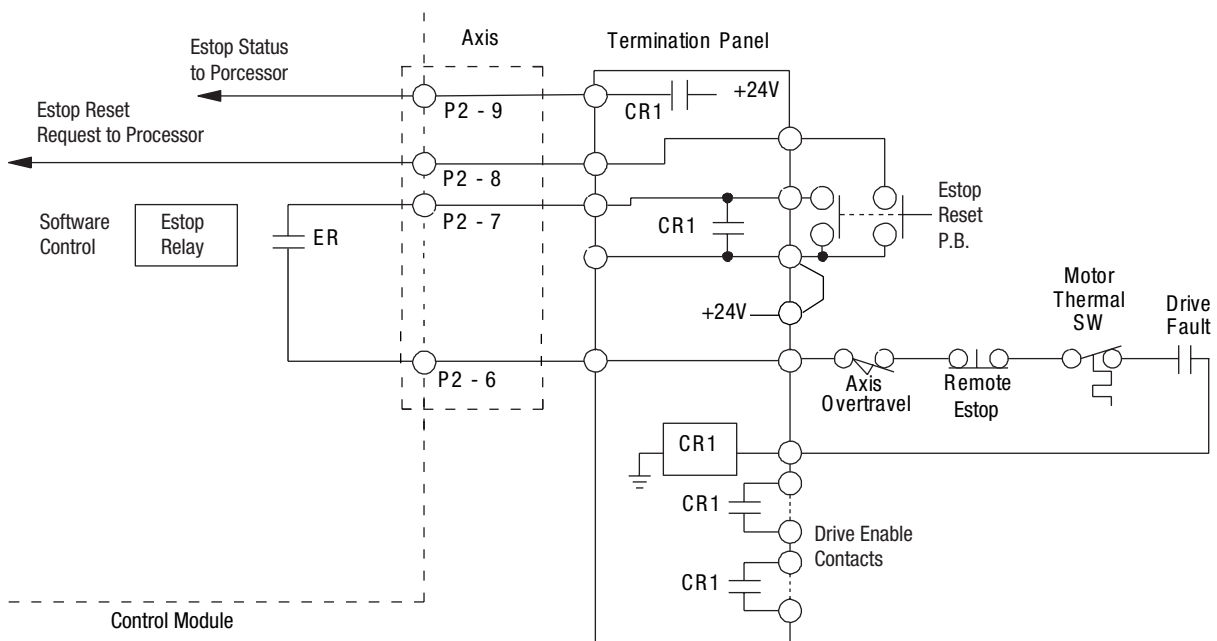 Axis
Termination Panel
Estop Status
to Porcessor
Estop Reset
Request to Processor
P2 - 9
CR1
+24V
P2 - 8
Software
Control
Estop
Relay
ER
P2 - 7
CR1
Estop
Reset
P.B.
+24V
Motor
Thermal
SW
Drive
Fault
P2 - 6
Axis
Overtravel
Remote
Estop
CR1
CR1
Drive Enable
Contacts
CR1
Control Module